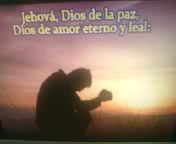 Jehová, Dios de la paz,
Dios de amor eterno y leal: